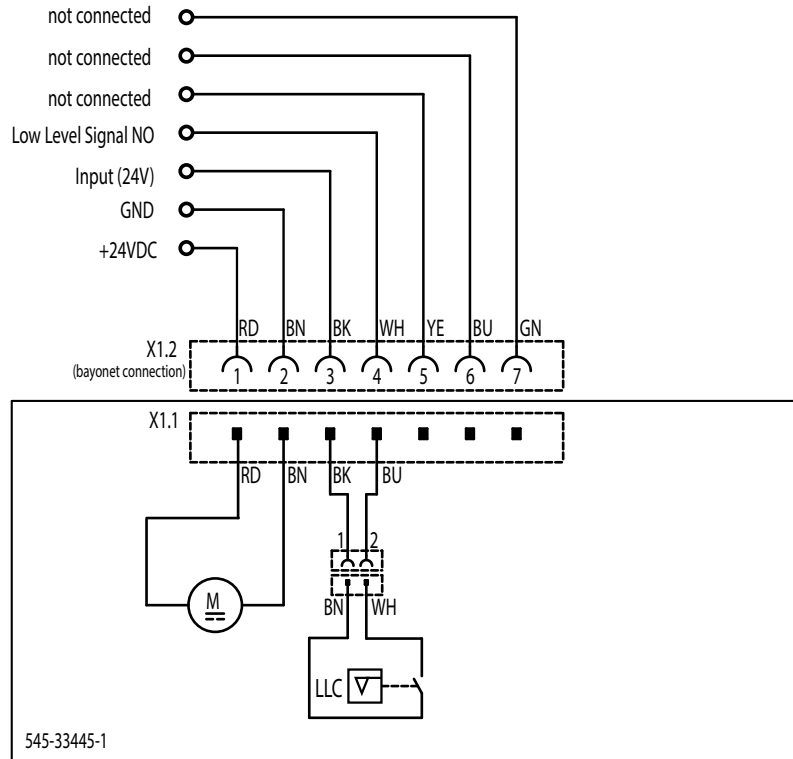 not connected
not connected
not connected
Low Level Signal NO
Input (24V)
GND
+24VDC
RD BN BK WH YE BU GN
X1.2
(bayonet connection)
1 2 3 4 5 6 7
X1.1
RD BN BK BU
1 2
M
BN WH
LLC
545-33445-1